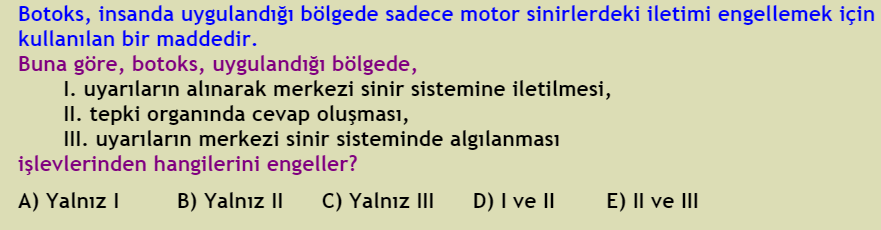 Botoks, insanda uygulandığı bölgede sadece motor sinirlerdeki iletimi engellemek için
kullanılan bir maddedir.
Buna göre, botoks, uygulandığı bölgede,
I. uyarıların alınarak merkezi sinir sistemine iletilmesi,
II. tepki organında cevap oluşması,
III. uyarıların merkezi sinir sisteminde algılanması
işlevlerinden hangilerini engeller?
A) Yalnız I B) Yalnız II C) Yalnız III D) I ve II E) II ve III